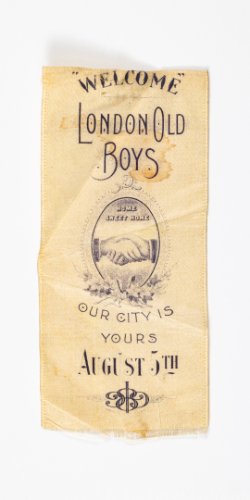 "WELCOME"
LONDON OLD
BOYS
HOME
SWEET HOME
OUR CITY IS
YOURS
AUGUST 5TH